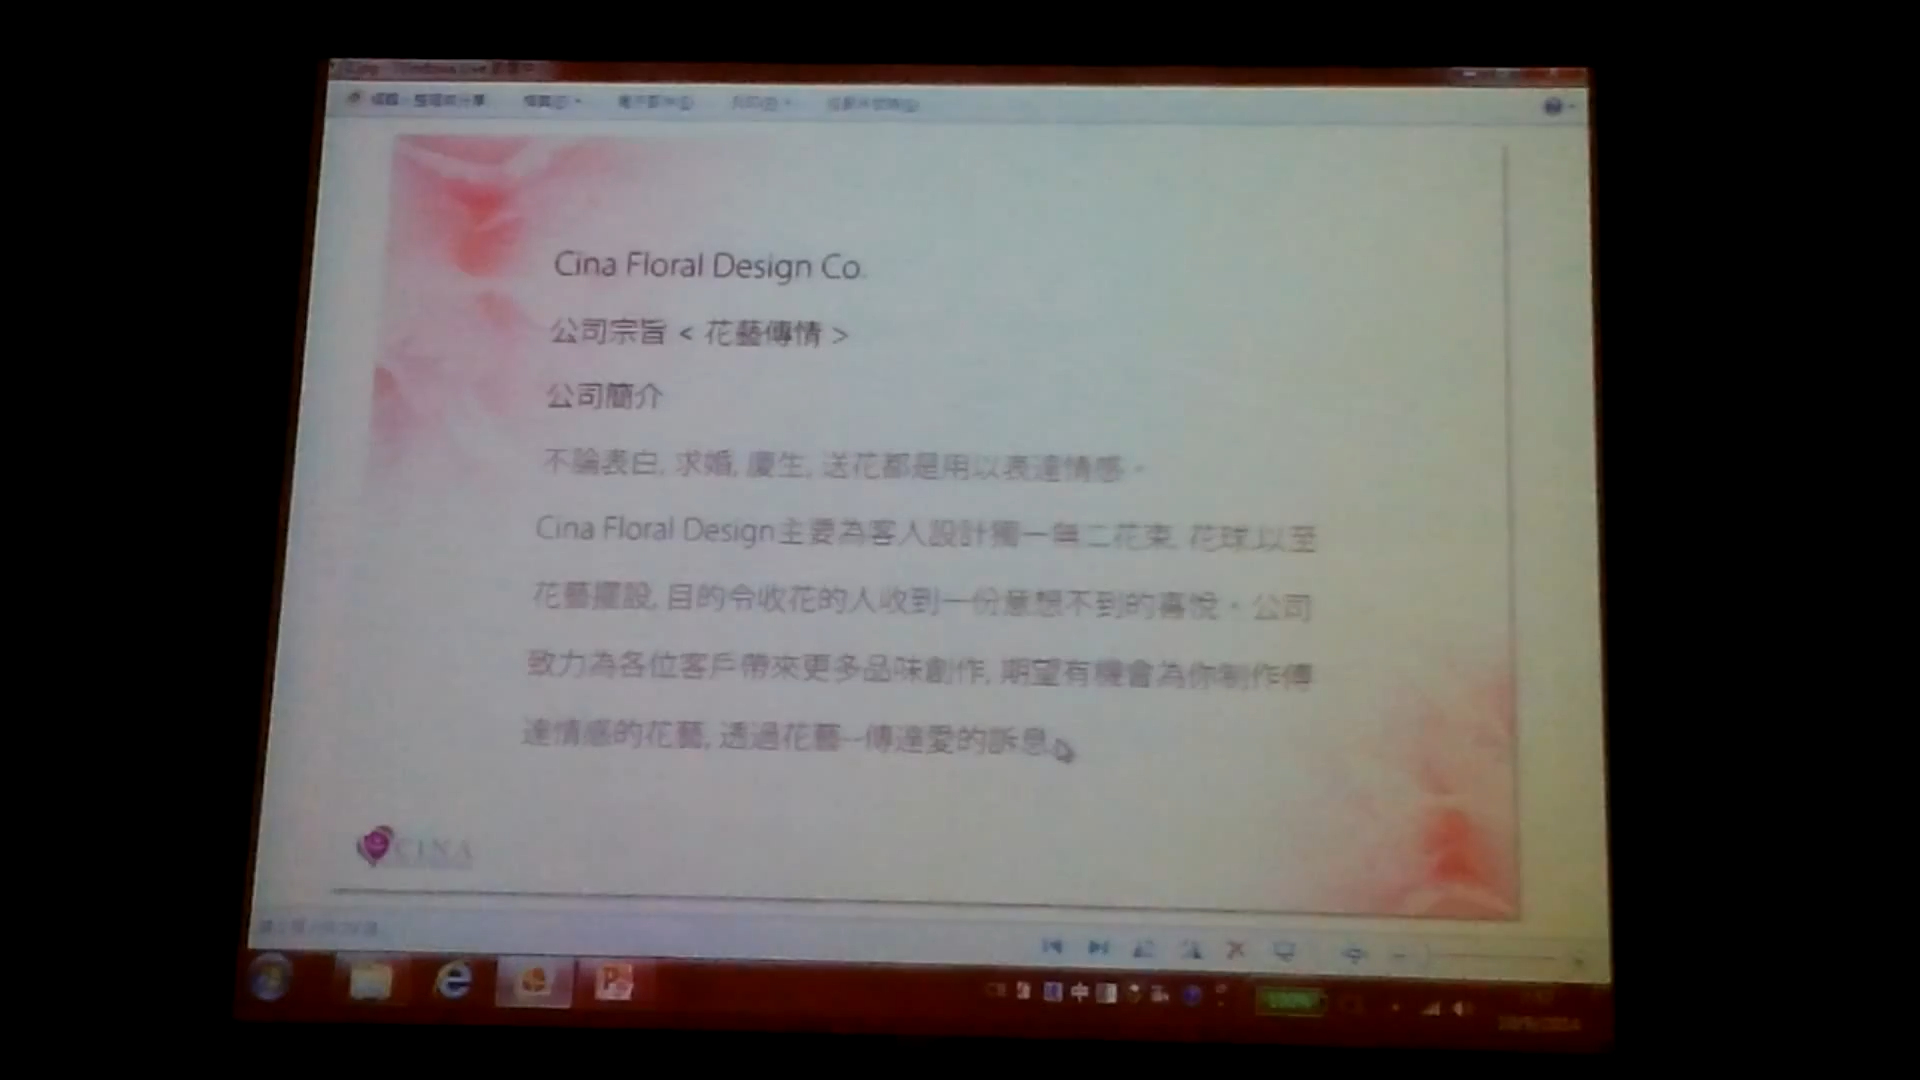 Cina Floral Design Co.
公司宗旨 < 花藝傳情 >
公司簡介
不論表白, 求婚, 慶生, 送花都是用以表達情感。
Cina Floral Design主要為客人設計獨一無二花束, 花球,以至
花藝擺設, 目的令收花的人收到一份意想不到的喜悅。公司
致力為各位客戶帶來更多品味創作, 期望有機會為你制作傳
達情感的花藝, 透過花藝—傳達愛的訴息
CINA
中
100%